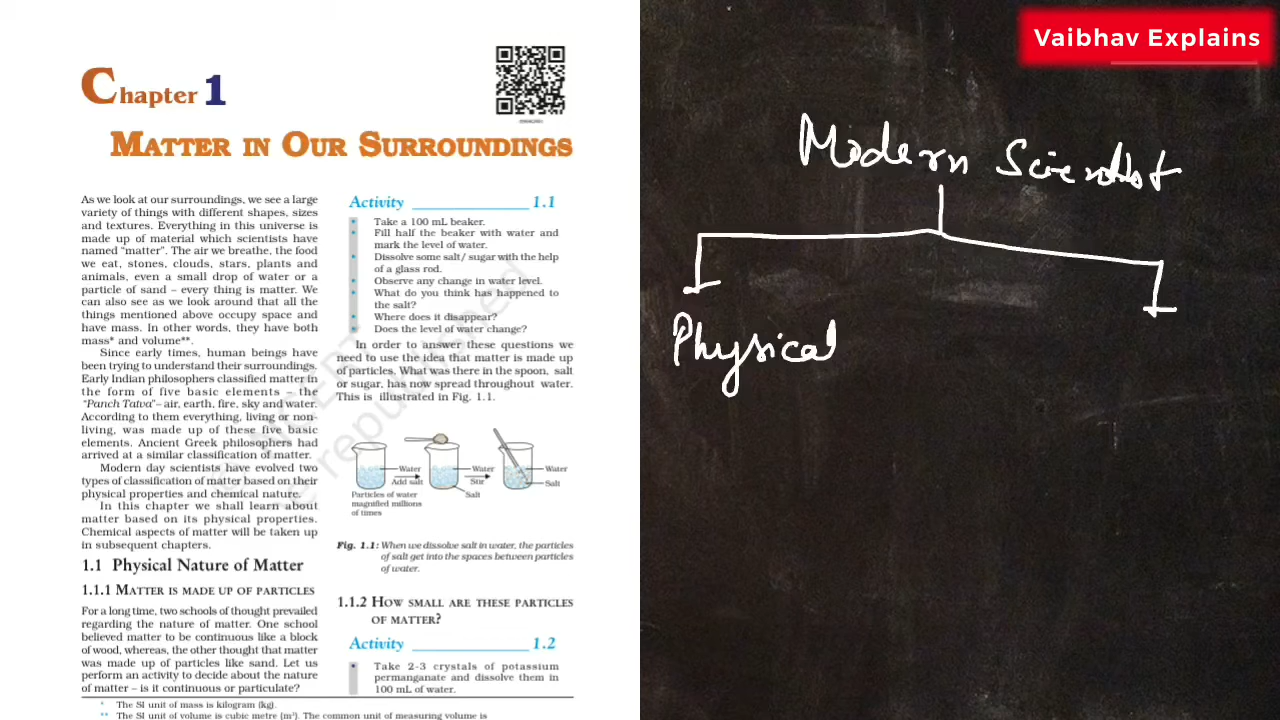 Chapter 1
MATTER IN OUR SURROUNDINGS
As we look at our surroundings, we see a large
variety of things with different shapes, sizes
and textures. Everything in this universe is
made up of material which scientists have
named “matter”. The air we breathe, the food
we eat, stones, clouds, stars, plants and
animals, even a small drop of water or a
particle of sand – every thing is matter. We
can also see as we look around that all the
things mentioned above occupy space and
have mass. In other words, they have both
mass* and volume**.
Since early times, human beings have
been trying to understand their surroundings.
Early Indian philosophers classified matter in
the form of five basic elements – the
“Panch Tatva”– air, earth, fire, sky and water.
According to them everything, living or non-
living, was made up of these five basic
elements. Ancient Greek philosophers had
arrived at a similar classification of matter.
Modern day scientists have evolved two
types of classification of matter based on their
physical properties and chemical nature.
In this chapter we shall learn about
matter based on its physical properties.
Chemical aspects of matter will be taken up
in subsequent chapters.
1.1 Physical Nature of Matter
1.1.1 MATTER IS MADE UP OF PARTICLES
For a long time, two schools of thought prevailed
regarding the nature of matter. One school
believed matter to be continuous like a block
of wood, whereas, the other thought that matter
was made up of particles like sand. Let us
perform an activity to decide about the nature
of matter – is it continuous or particulate?
* The SI unit of mass is kilogram (kg).
** The SI unit of volume is cubic metre (m³). The common unit of measuring volume is
Activity 1.1
• Take a 100 mL beaker.
• Fill half the beaker with water and
mark the level of water.
• Dissolve some salt/ sugar with the help
of a glass rod.
• Observe any change in water level.
• What do you think has happened to
the salt?
• Where does it disappear?
• Does the level of water change?
In order to answer these questions we
need to use the idea that matter is made up
of particles. What was there in the spoon, salt
or sugar, has now spread throughout water.
This is illustrated in Fig. 1.1.
Water
Add salt
Water
Stir
Salt
Water
Salt
Particles of water
magnified millions
of times
Fig. 1.1: When we dissolve salt in water, the particles
of salt get into the spaces between particles
of water.
1.1.2 HOW SMALL ARE THESE PARTICLES
OF MATTER?
Activity 1.2
• Take 2-3 crystals of potassium
permanganate and dissolve them in
100 mL of water.
Vaibhav Explains
Modern Scientist
Physical